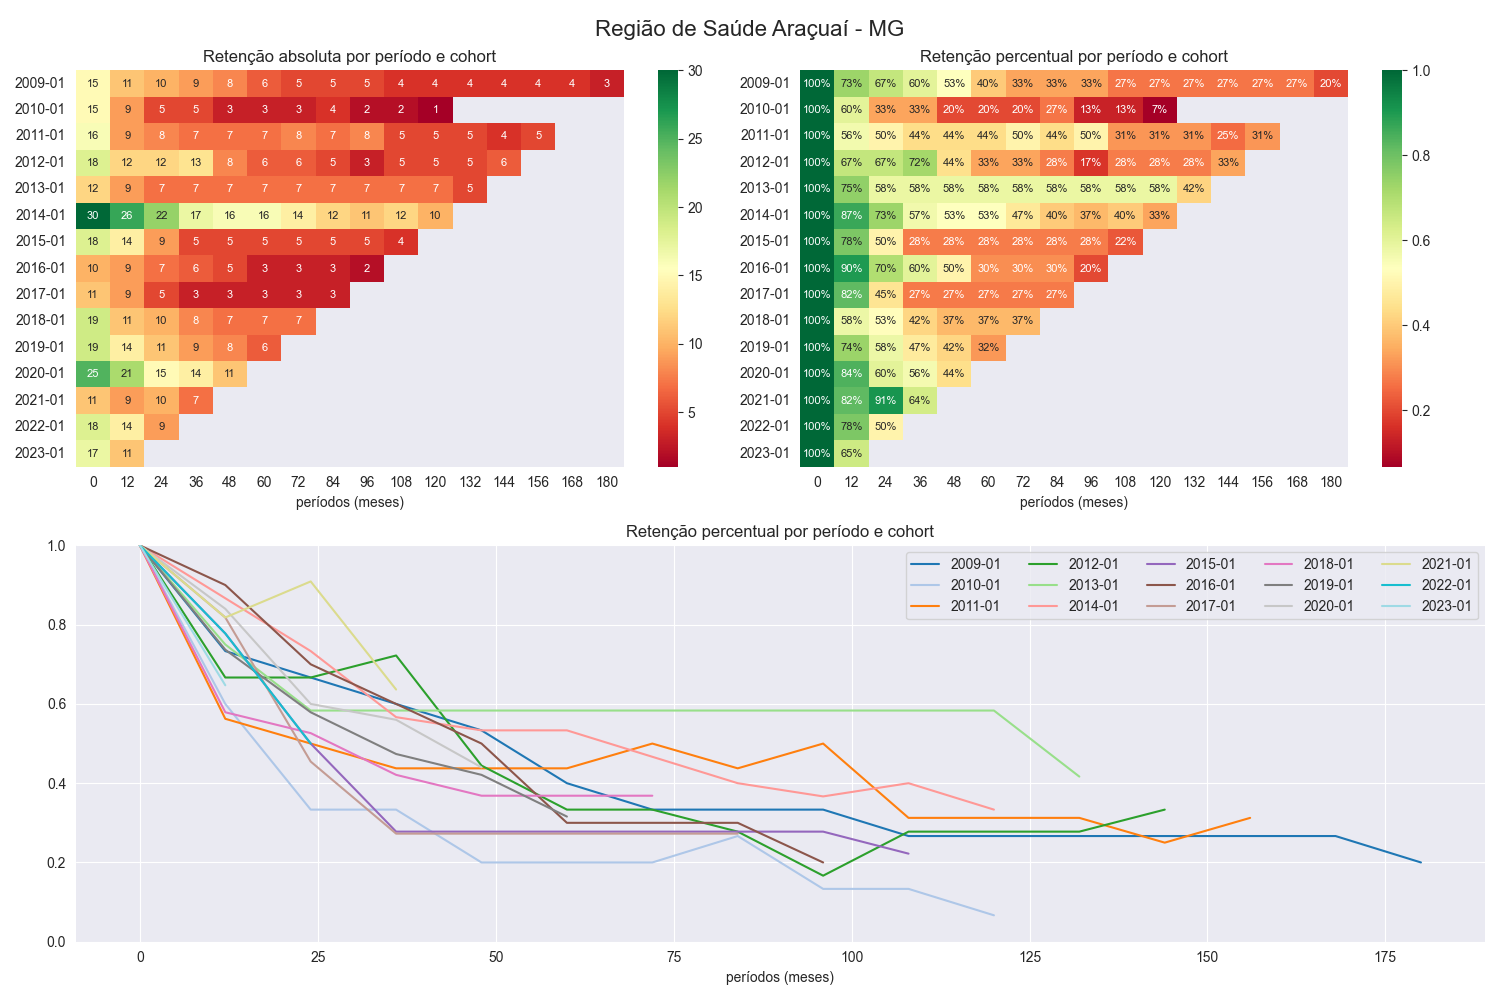 Região de Saúde Araçuaí - MG
Retenção absoluta por período e cohort
2009-01 15 11 10 9 8 6 5 5 5 4 4 4 4 4 4 3
2010-01 15 9 5 5 3 3 3 4 2 2 1
2011-01 16 9 8 7 7 7 8 7 8 5 5 5 4 5
2012-01 18 12 12 13 8 6 6 5 3 5 5 5 6
2013-01 12 9 7 7 7 7 7 7 7 7 7 5
2014-01 30 26 22 17 16 16 14 12 11 12 10
2015-01 18 14 9 5 5 5 5 5 5 4
2016-01 10 9 7 6 5 3 3 3 2
2017-01 11 9 5 3 3 3 3 3
2018-01 19 11 10 8 7 7 7
2019-01 19 14 11 9 8 6
2020-01 25 21 15 14 11
2021-01 11 9 10 7
2022-01 18 14 9
2023-01 17 11
0 12 24 36 48 60 72 84 96 108 120 132 144 156 168 180
períodos (meses)
30
25
20
15
10
5
Retenção percentual por período e cohort
2009-01 100% 73% 67% 60% 53% 40% 33% 33% 33% 27% 27% 27% 27% 27% 27% 20%
2010-01 100% 60% 33% 33% 20% 20% 20% 27% 13% 13% 7%
2011-01 100% 56% 50% 44% 44% 44% 50% 44% 50% 31% 31% 31% 25% 31%
2012-01 100% 67% 67% 72% 44% 33% 33% 28% 17% 28% 28% 28% 33%
2013-01 100% 75% 58% 58% 58% 58% 58% 58% 58% 58% 58% 42%
2014-01 100% 87% 73% 57% 53% 53% 47% 40% 37% 40% 33%
2015-01 100% 78% 50% 28% 28% 28% 28% 28% 28% 22%
2016-01 100% 90% 70% 60% 50% 30% 30% 30% 20%
2017-01 100% 82% 45% 27% 27% 27% 27% 27%
2018-01 100% 58% 53% 42% 37% 37% 37%
2019-01 100% 74% 58% 47% 42% 32%
2020-01 100% 84% 60% 56% 44%
2021-01 100% 82% 91% 64%
2022-01 100% 78% 50%
2023-01 100% 65%
0 12 24 36 48 60 72 84 96 108 120 132 144 156 168 180
períodos (meses)
1.0
0.8
0.6
0.4
0.2
Retenção percentual por período e cohort
2009-01 2012-01 2015-01 2018-01 2021-01
2010-01 2013-01 2016-01 2019-01 2022-01
2011-01 2014-01 2017-01 2020-01 2023-01
1.0
0.8
0.6
0.4
0.2
0.0
0 25 50 75 100 125 150 175
períodos (meses)